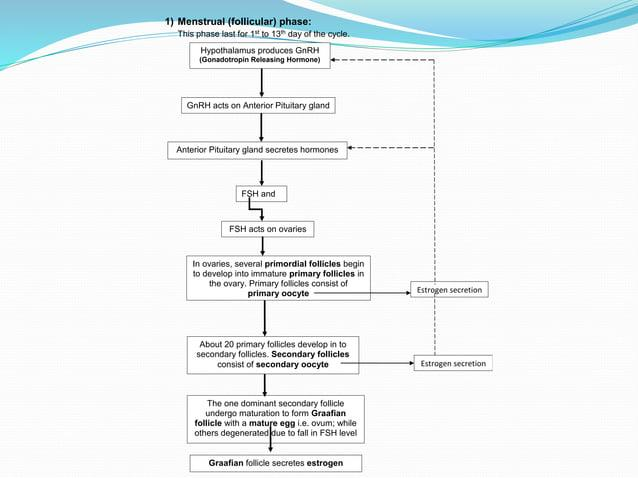 1) Menstrual (follicular) phase:
This phase last for 1st to 13th day of the cycle.
Hypothalamus produces GnRH
(Gonadotropin Releasing Hormone)
GnRH acts on Anterior Pituitary gland
Anterior Pituitary gland secretes hormones
FSH and
FSH acts on ovaries
In ovaries, several primordial follicles begin
to develop into immature primary follicles in
the ovary. Primary follicles consist of
primary oocyte
Estrogen secretion
About 20 primary follicles develop in to
secondary follicles. Secondary follicles
consist of secondary oocyte
Estrogen secretion
The one dominant secondary follicle
undergo maturation to form Graafian
follicle with a mature egg i.e. ovum; while
others degenerated due to fall in FSH level
Graafian follicle secretes estrogen